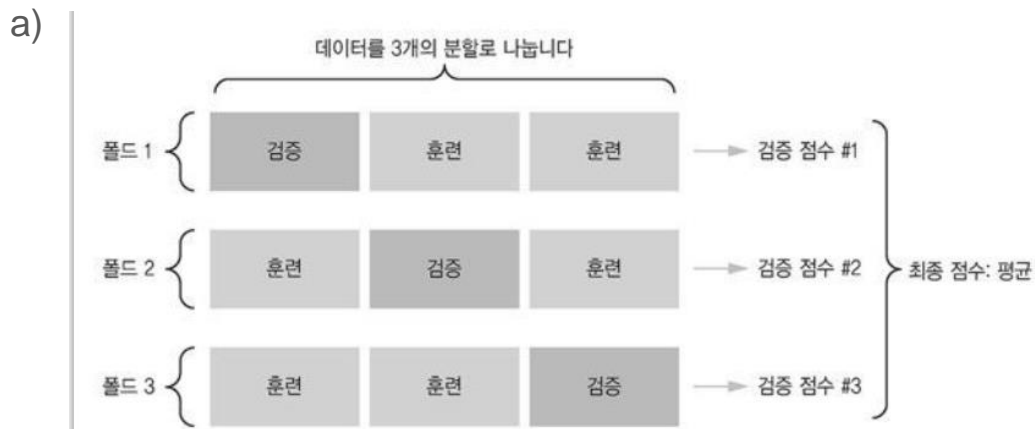 a)
데이터를 3개의 분할로 나눕니다
폴드 1 검증 훈련 훈련 검증 점수 #1
폴드 2 훈련 검증 훈련 검증 점수 #2 최종 점수: 평균
폴드 3 훈련 훈련 검증 검증 점수 #3